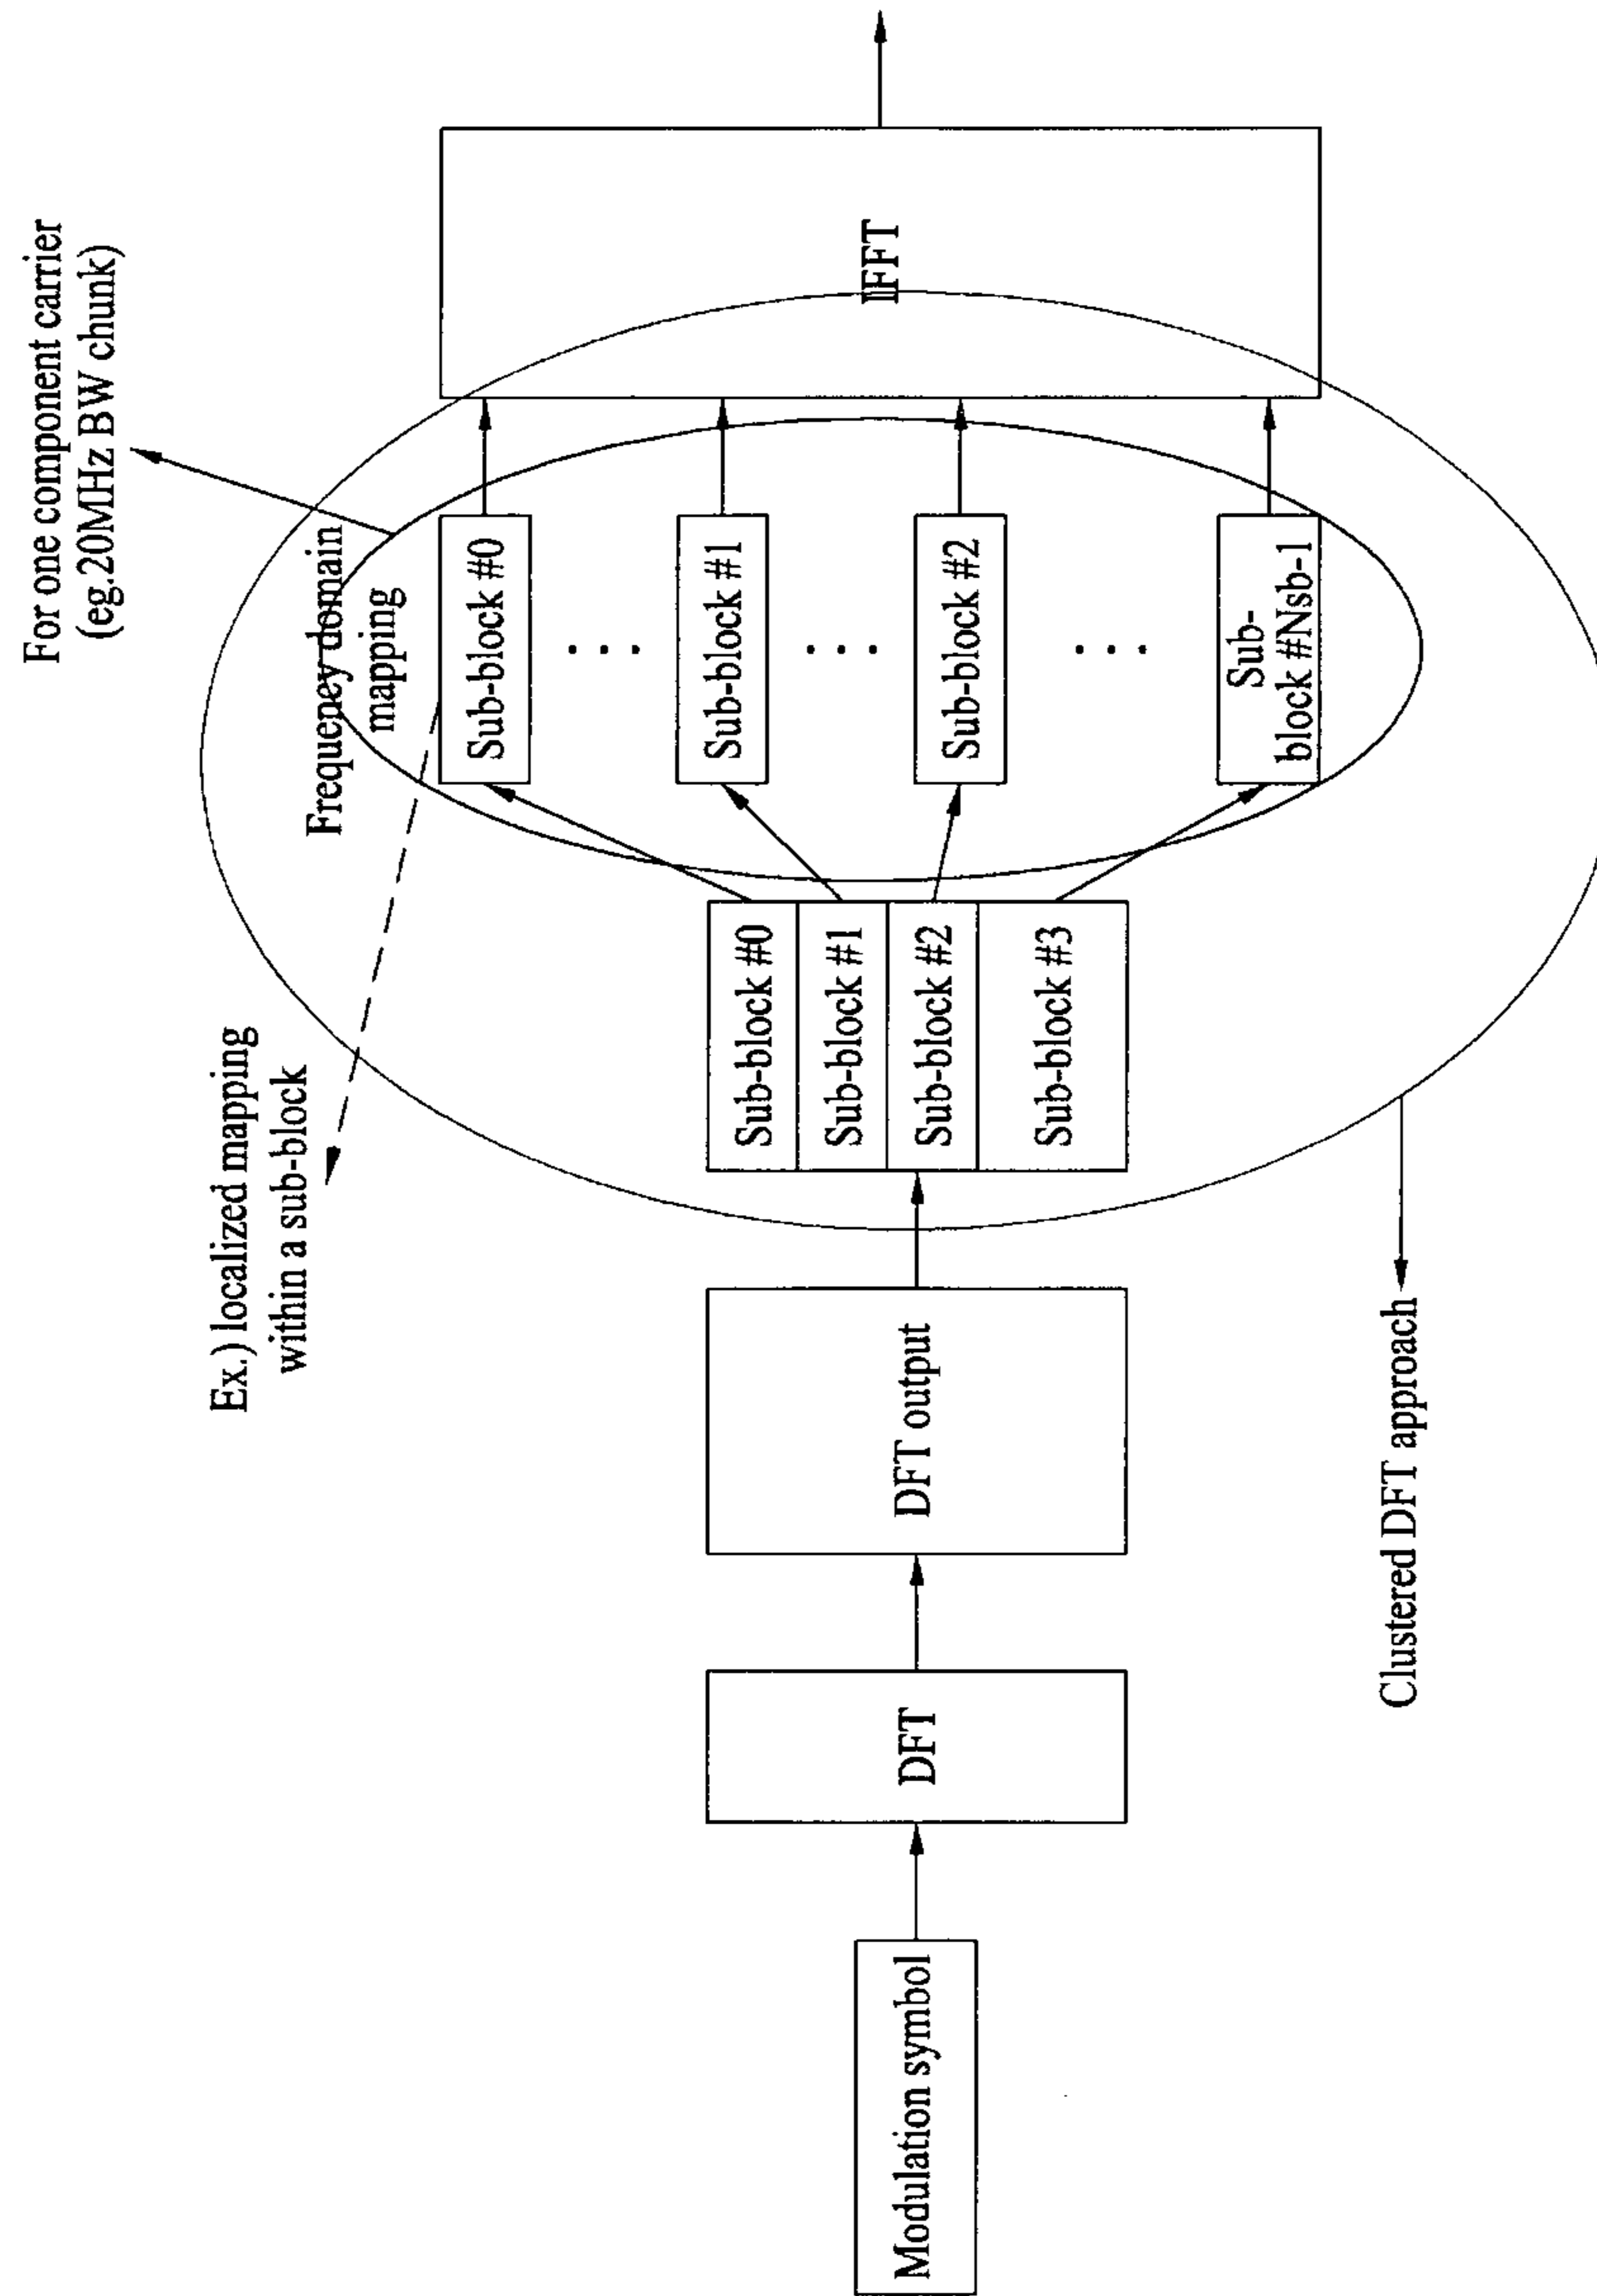 For one component carrier
(eg.20MHz BW chunk)
Ex.) localized mapping
within a sub-block
Frequency domain
mapping
Modulation symbol
DFT
DFT output
Sub-block #0
Sub-block #1
Sub-block #2
Sub-block #3
Sub-block #0
Sub-block #1
Sub-block #2
Sub-
block #Nsb-1
IFFT
Clustered DFT approach